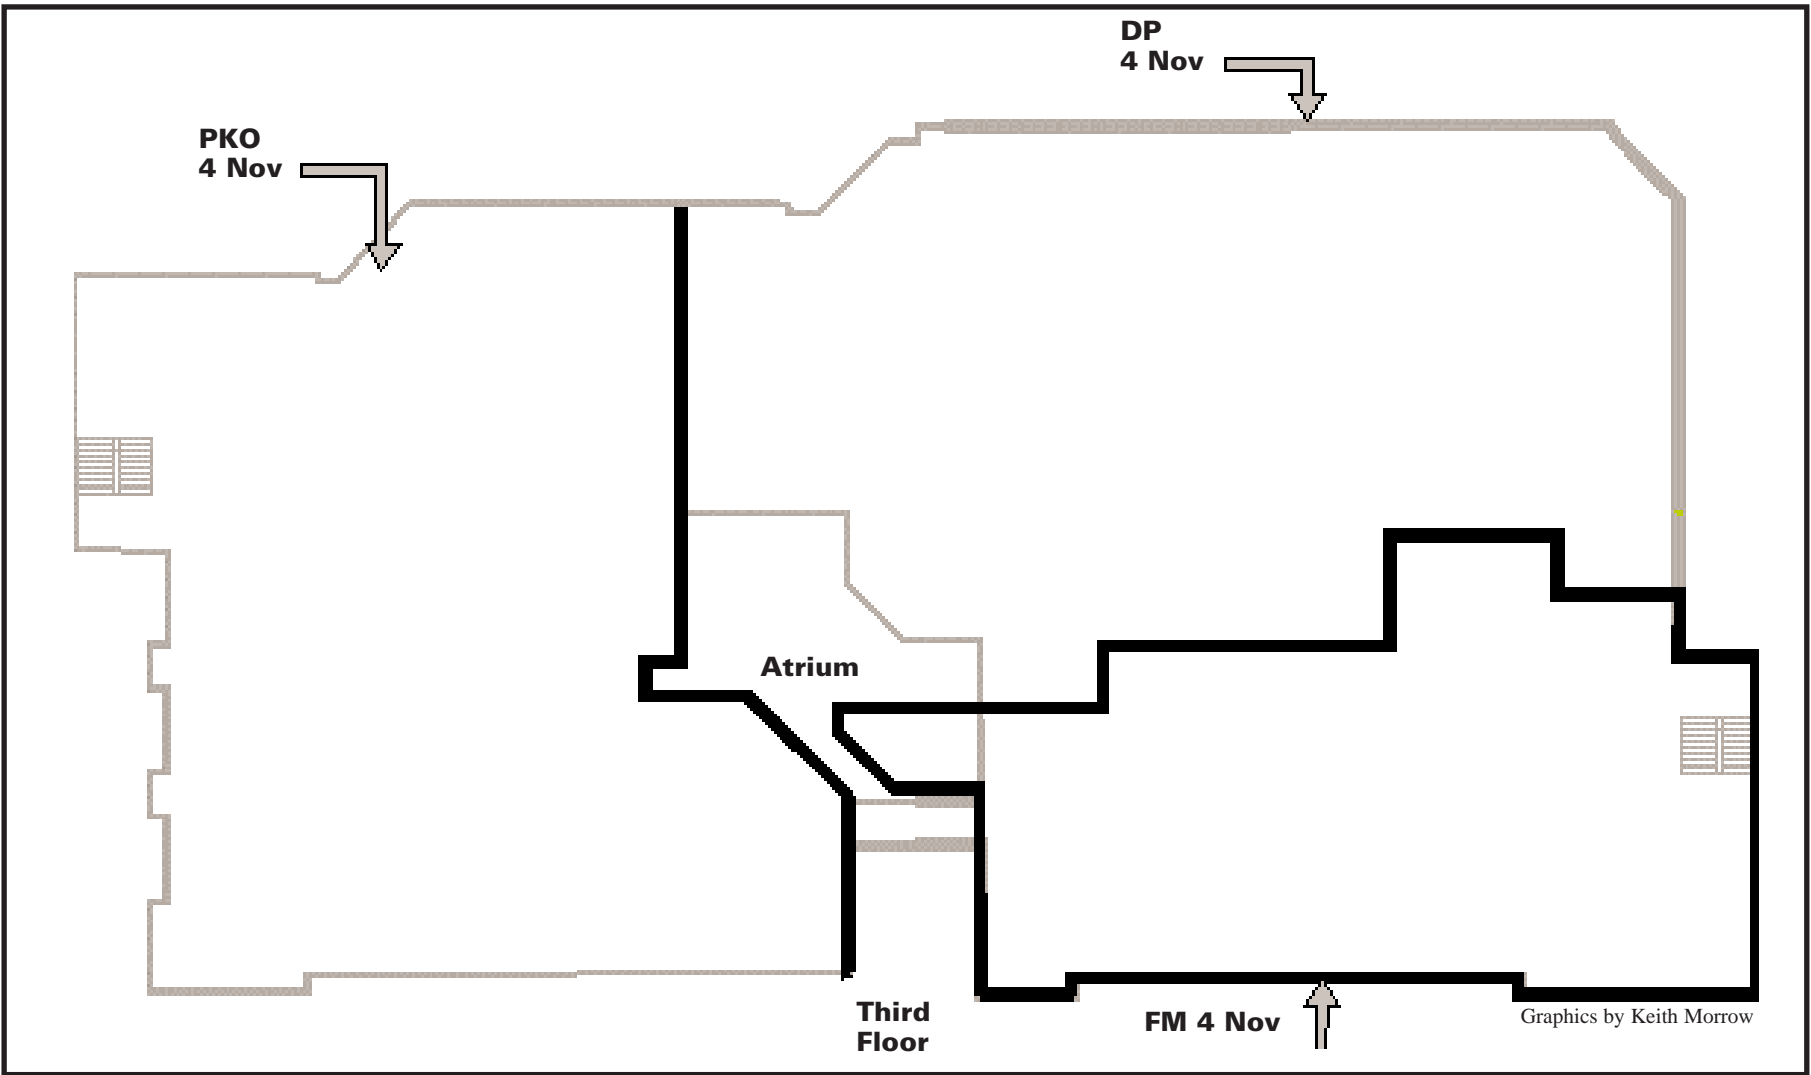 DP
4 Nov
PKO
4 Nov
Atrium
Third
Floor
FM 4 Nov
Graphics by Keith Morrow